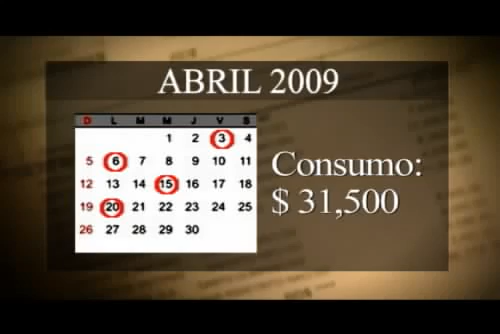 ABRIL 2009
D L M M J V S
1 2 3 4
5 6 7 8 9 10 11
12 13 14 15 16 17 18
19 20 21 22 23 24 25
26 27 28 29 30
Consumo:
$ 31,500